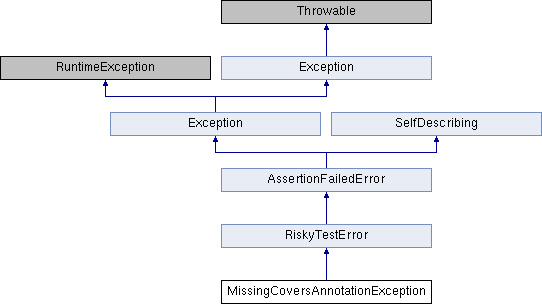 Throwable
RuntimeException
Exception
Exception
SelfDescribing
AssertionFailedError
RiskyTestError
MissingCoversAnnotationException